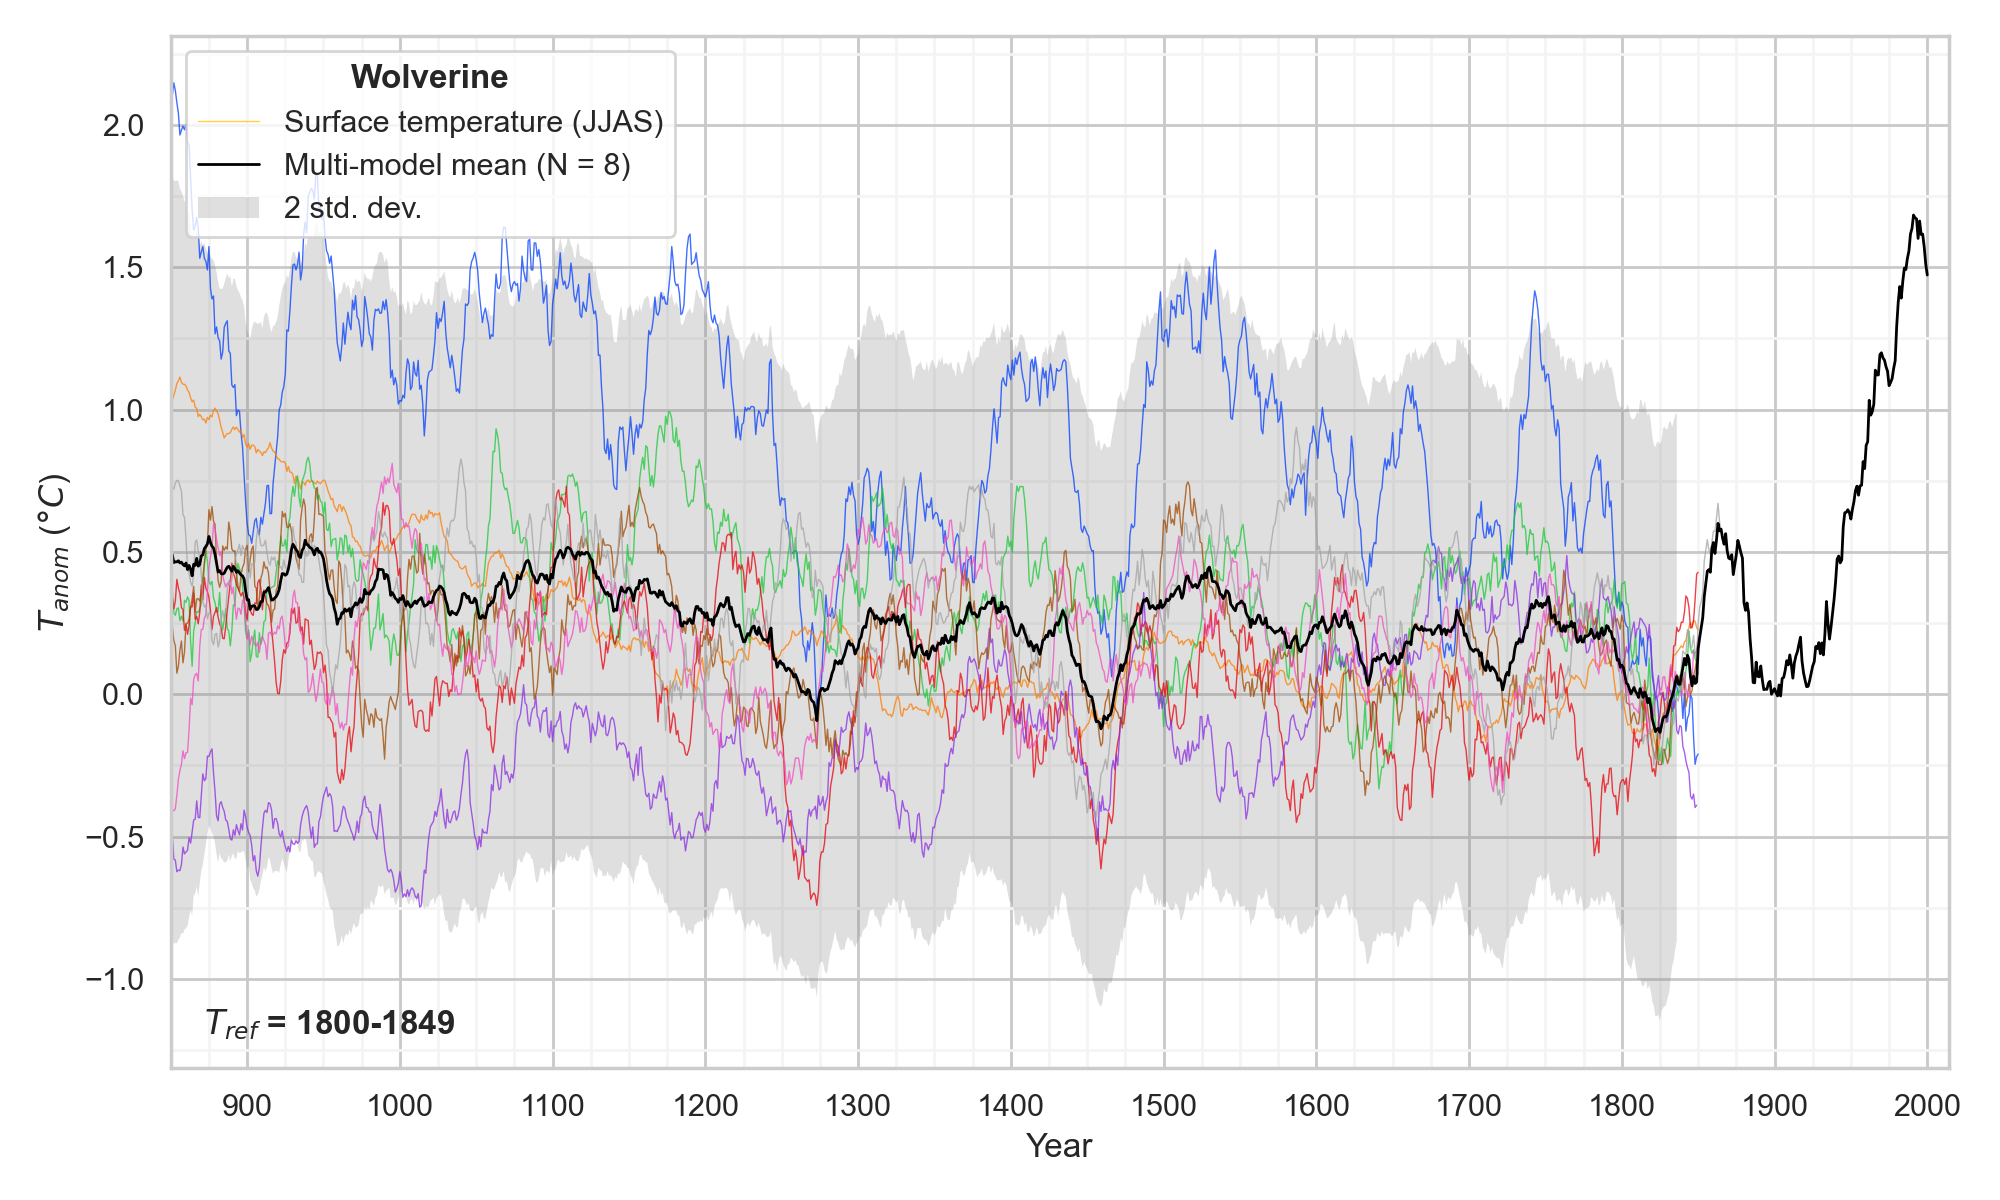 Wolverine
Surface temperature (JJAS)
Multi-model mean (N = 8)
2 std. dev.
2.0
1.5
1.0
0.5
0.0
−0.5
−1.0
T_anom (°C)
T_ref = 1800-1849
900 1000 1100 1200 1300 1400 1500 1600 1700 1800 1900 2000
Year